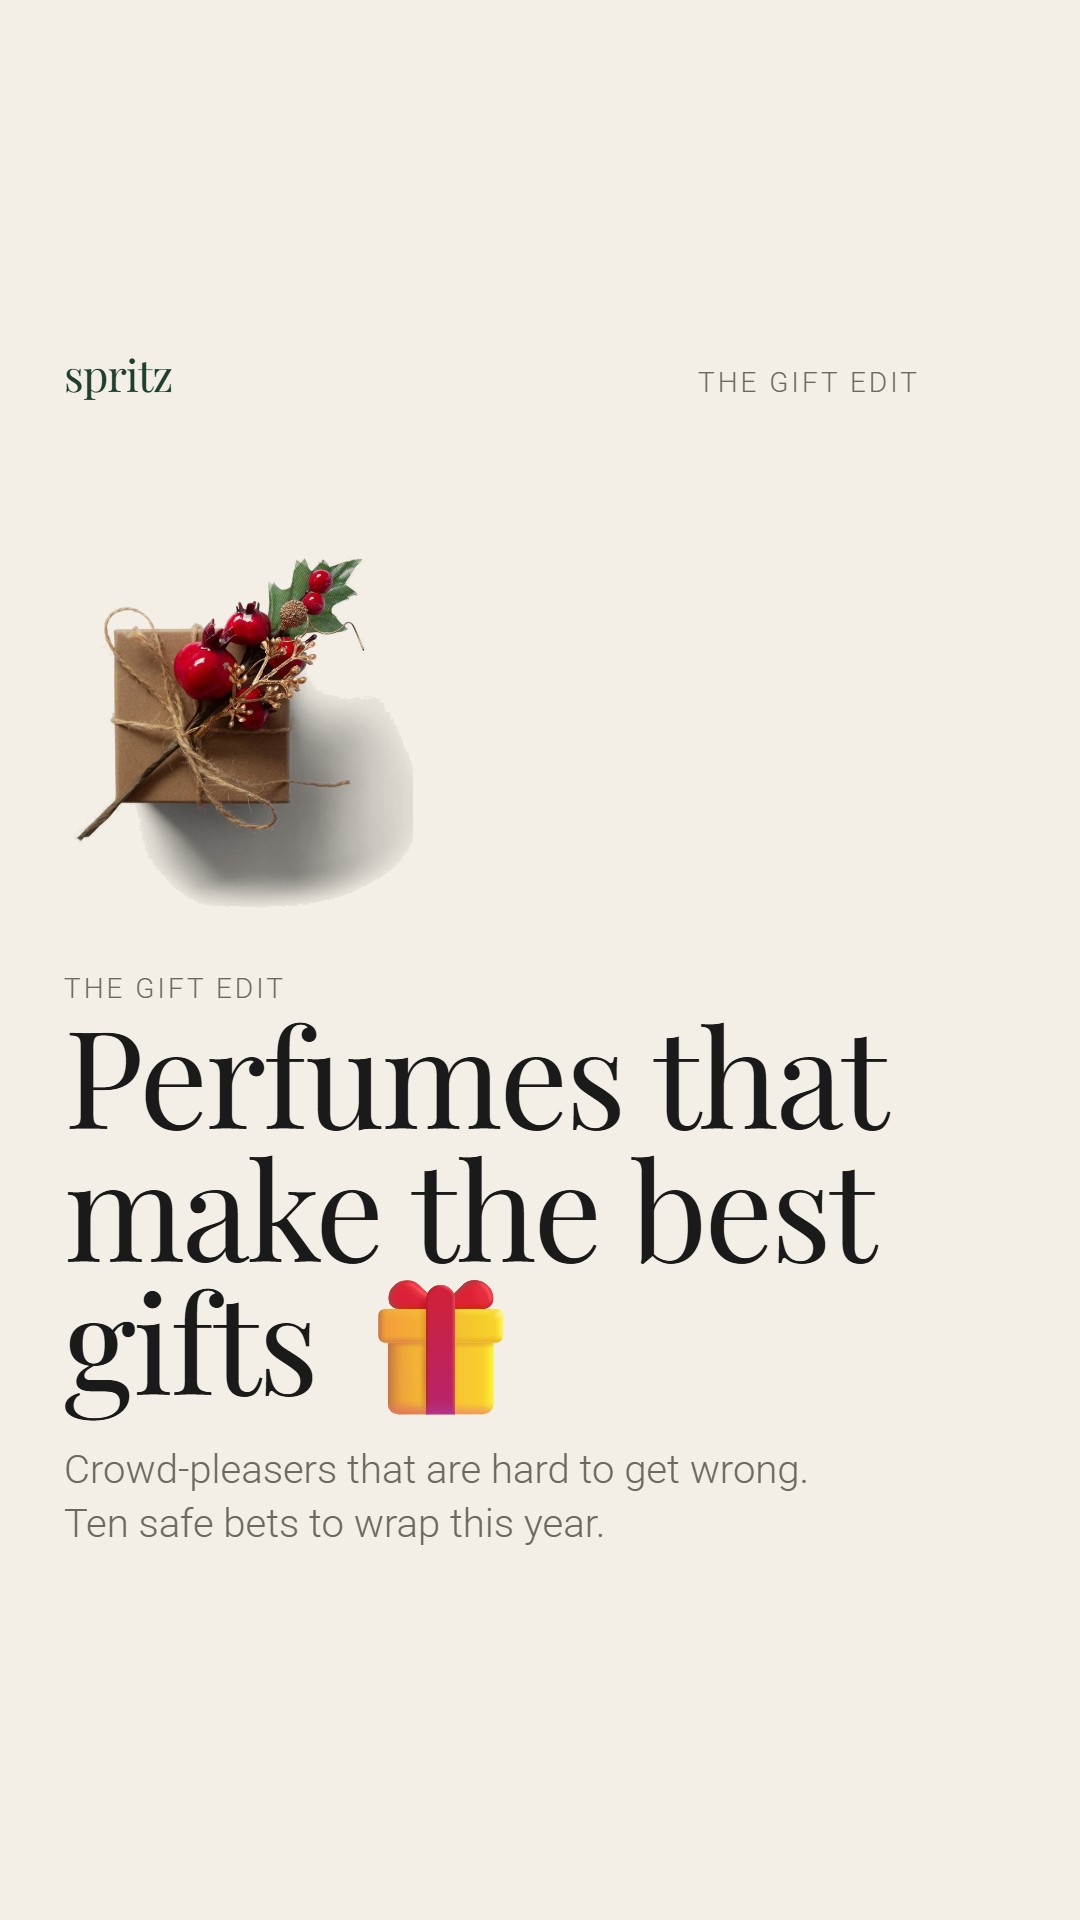 spritz
THE GIFT EDIT
THE GIFT EDIT
Perfumes that
make the best
gifts
Crowd-pleasers that are hard to get wrong.
Ten safe bets to wrap this year.